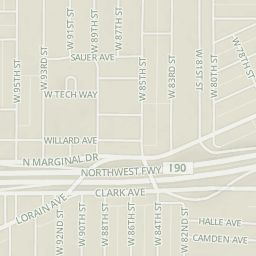 W 91ST ST
W 89TH ST
W 87TH ST
W 78TH ST
SAUER AVE
W 95TH ST
W 93RD ST
W 85TH ST
W 83RD ST
W 81ST ST
W 80TH ST
W TECH WAY
WILLARD AVE
N MARGINAL DR
NORTHWEST FWY
I 90
CLARK AVE
LORAIN AVE
W 92ND ST
W 90TH ST
W 88TH ST
W 86TH ST
W 84TH ST
W 82ND ST
HALLE AVE
CAMDEN AVE